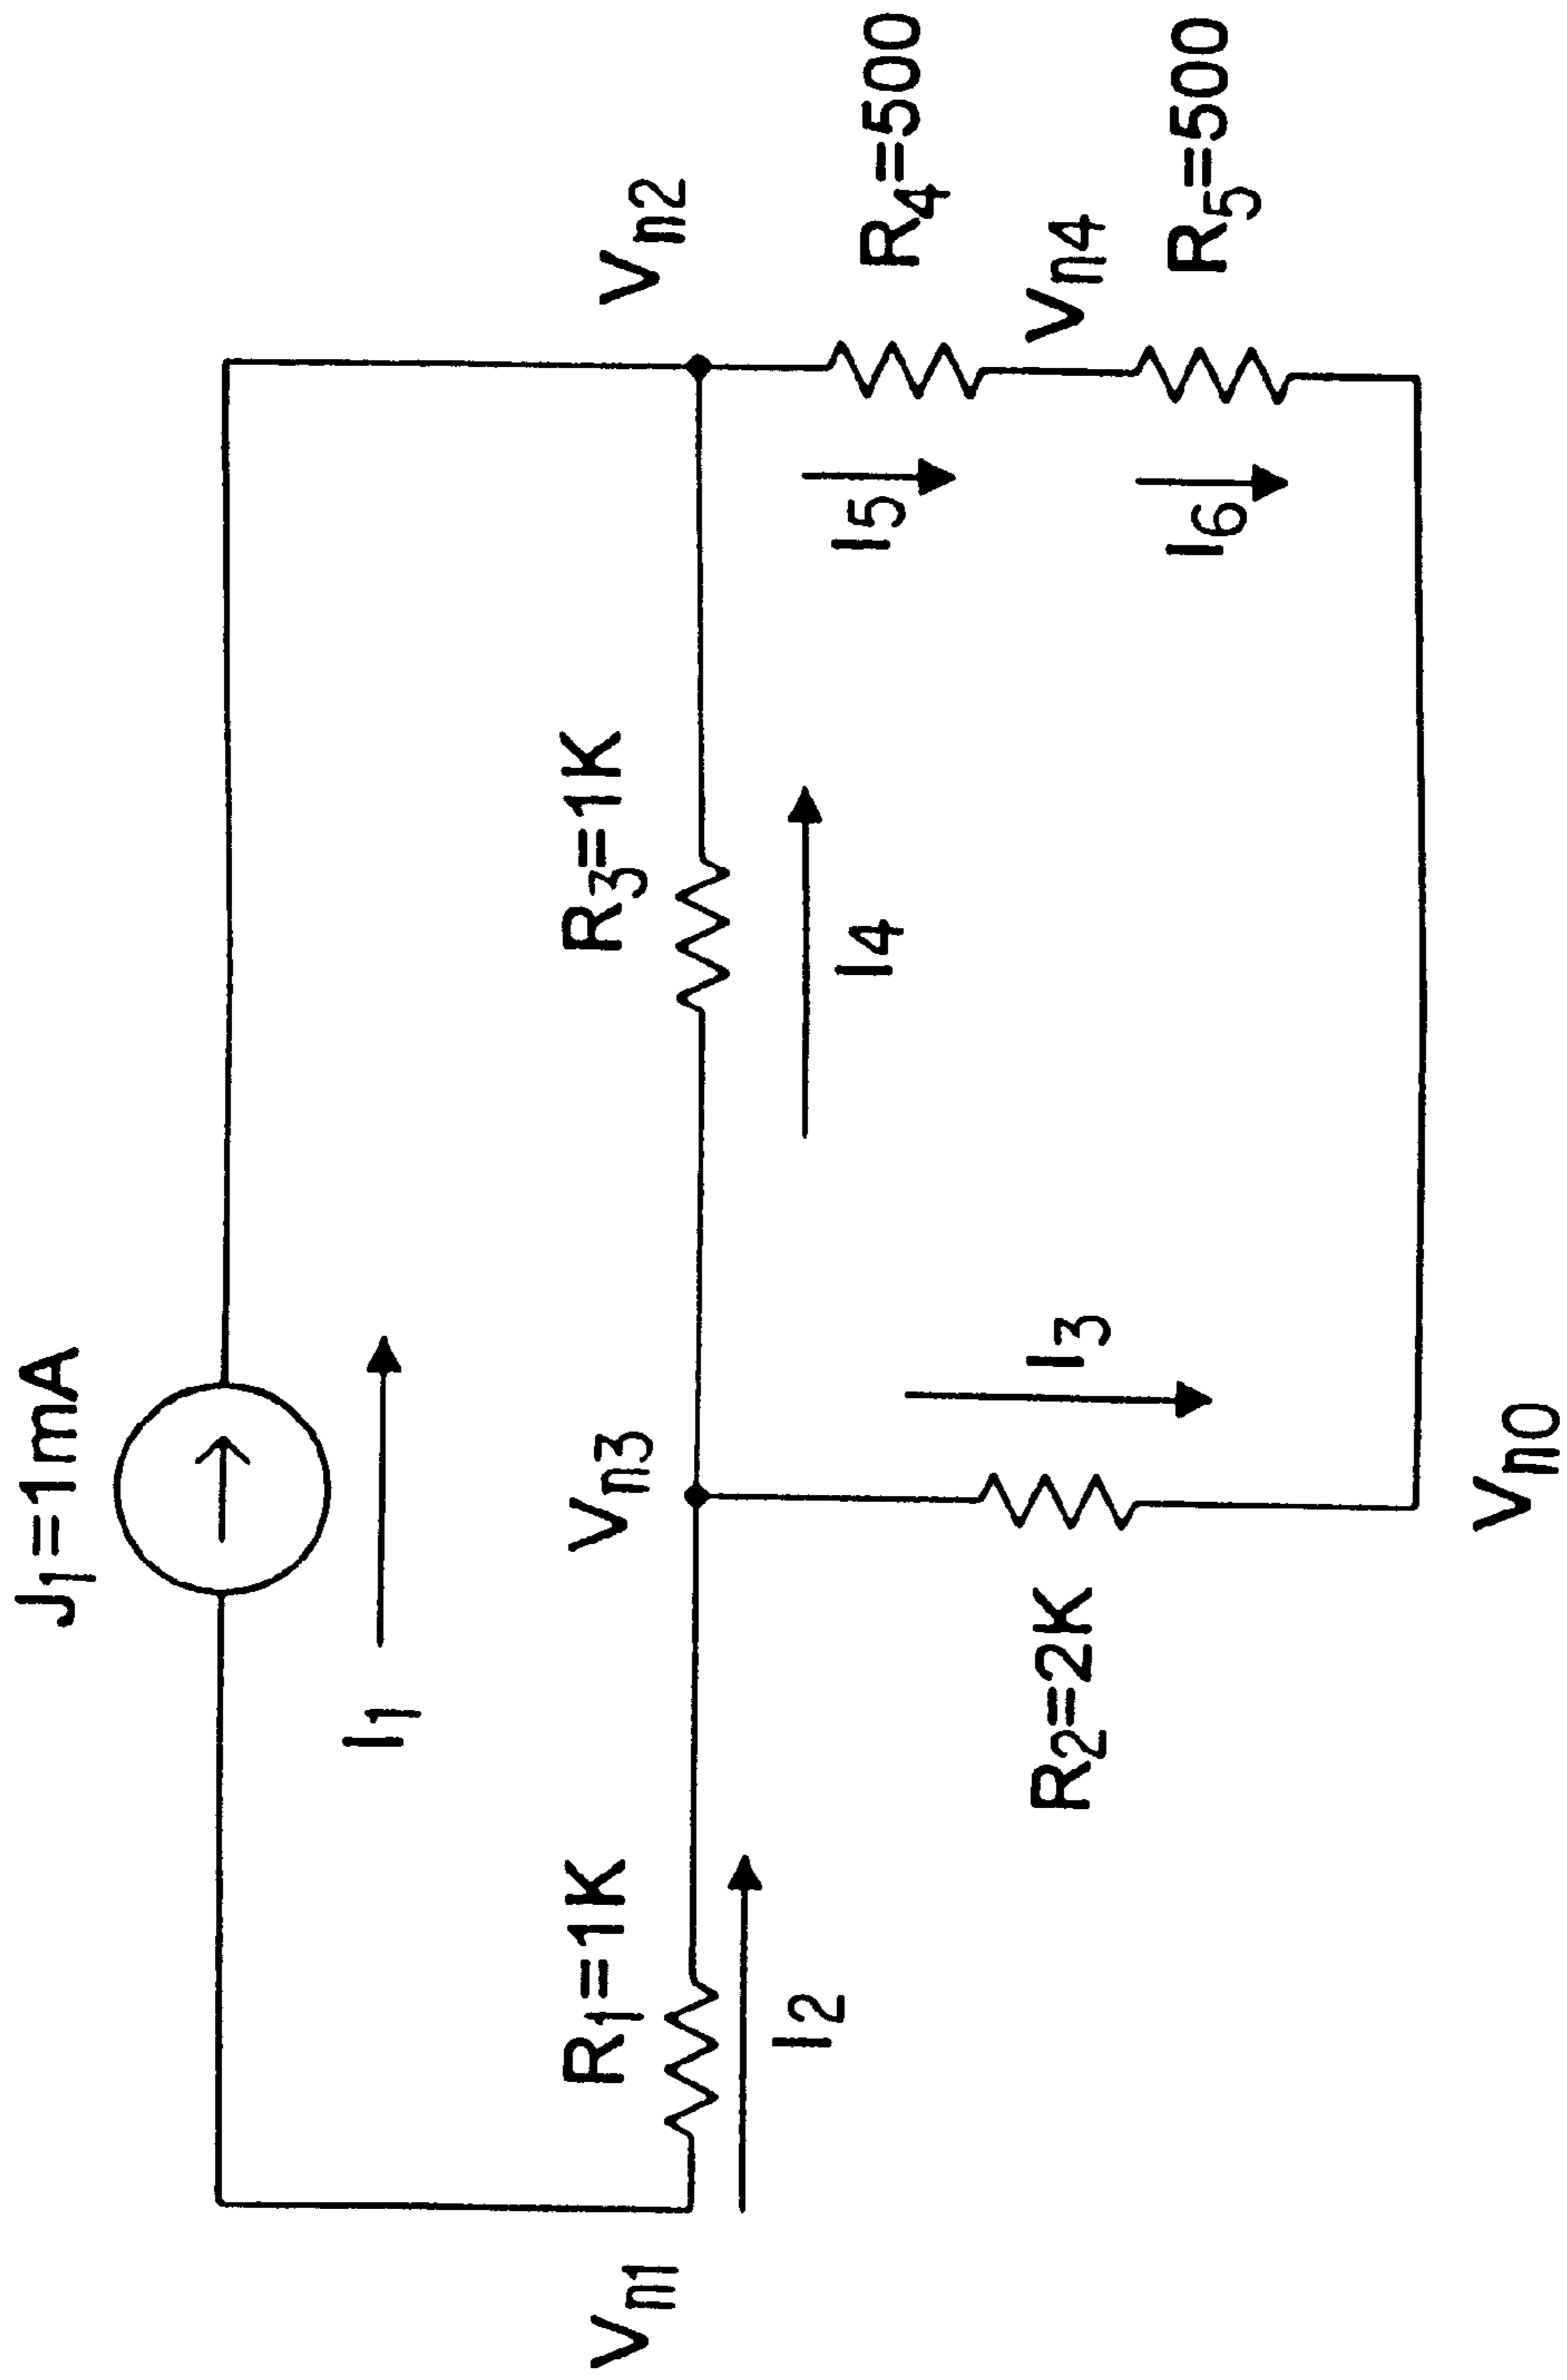 J1=1mA
I1
Vn1
R1=1K
Vn3
R3=1K
Vn2
I2
I4
R2=2K
I3
I5
R4=500
Vn4
I6
R5=500
Vn0